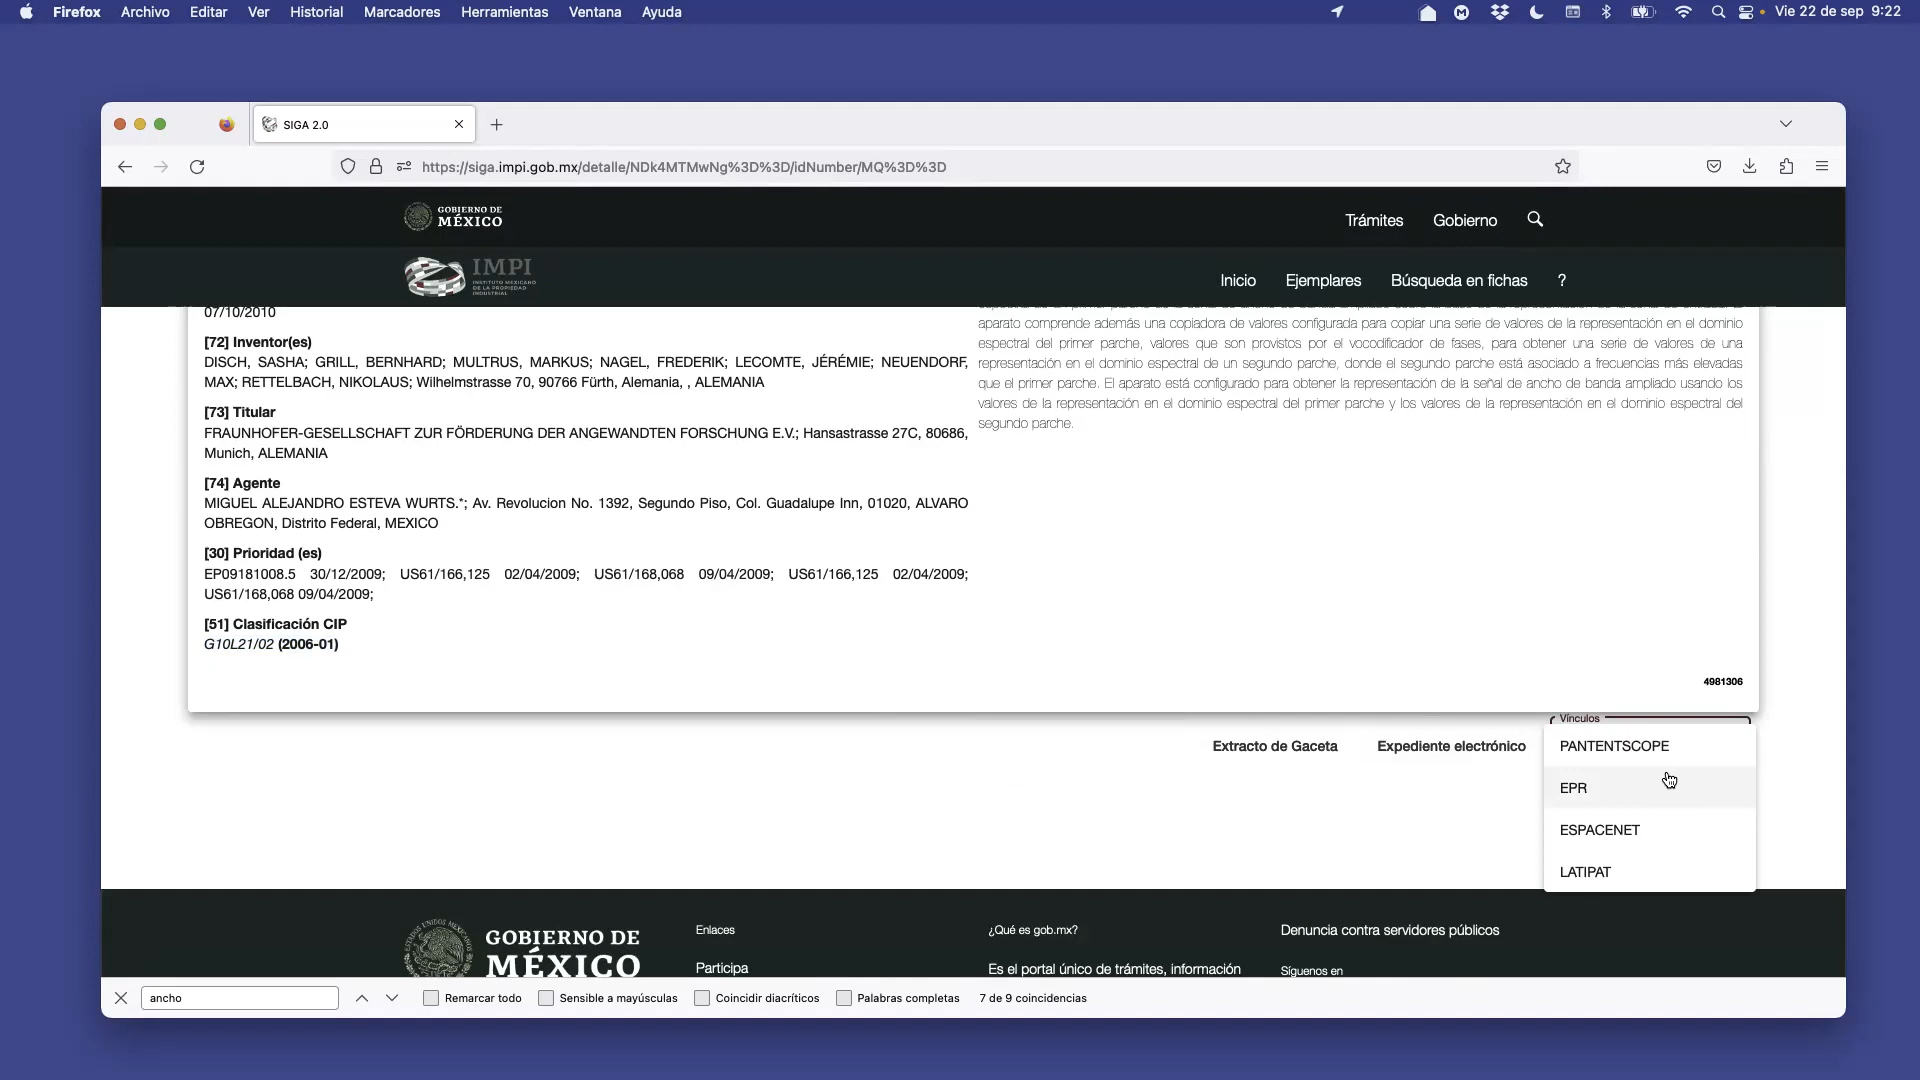 Firefox Archivo Editar Ver Historial Marcadores Herramientas Ventana Ayuda Vie 22 de sep 9:22
SIGA 2.0
https://siga.impi.gob.mx/detalle/NDk4MTMwNg%3D%3D/idNumber/MQ%3D%3D
GOBIERNO DE
MÉXICO
Trámites Gobierno
IMPI
INSTITUTO MEXICANO
DE LA PROPIEDAD
INDUSTRIAL
Inicio Ejemplares Búsqueda en fichas ?
07/10/2010
[72] Inventor(es)
DISCH, SASHA; GRILL, BERNHARD; MULTRUS, MARKUS; NAGEL, FREDERIK; LECOMTE, JÉRÉMIE; NEUENDORF,
MAX; RETTELBACH, NIKOLAUS; Wilhelmstrasse 70, 90766 Fürth, Alemania, , ALEMANIA
[73] Titular
FRAUNHOFER-GESELLSCHAFT ZUR FÖRDERUNG DER ANGEWANDTEN FORSCHUNG E.V.; Hansastrasse 27C, 80686,
Munich, ALEMANIA
[74] Agente
MIGUEL ALEJANDRO ESTEVA WURTS.*; Av. Revolucion No. 1392, Segundo Piso, Col. Guadalupe Inn, 01020, ALVARO
OBREGON, Distrito Federal, MEXICO
[30] Prioridad (es)
EP09181008.5 30/12/2009; US61/166,125 02/04/2009; US61/168,068 09/04/2009; US61/166,125 02/04/2009;
US61/168,068 09/04/2009;
[51] Clasificación CIP
G10L21/02 (2006-01)
aparato comprende además una copiadora de valores configurada para copiar una serie de valores de la representación en el dominio
espectral del primer parche, valores que son provistos por el vocodificador de fases, para obtener una serie de valores de una
representación en el dominio espectral de un segundo parche, donde el segundo parche está asociado a frecuencias más elevadas
que el primer parche. El aparato está configurado para obtener la representación de la señal de ancho de banda ampliado usando los
valores de la representación en el dominio espectral del primer parche y los valores de la representación en el dominio espectral del
segundo parche.
4981306
Extracto de Gaceta Expediente electrónico
Vínculos
PANTENTSCOPE
EPR
ESPACENET
LATIPAT
GOBIERNO DE
MÉXICO
Enlaces
Participa
¿Qué es gob.mx?
Es el portal único de trámites, información
Denuncia contra servidores públicos
Síguenos en
ancho Remarcar todo Sensible a mayúsculas Coincidir diacríticos Palabras completas 7 de 9 coincidencias